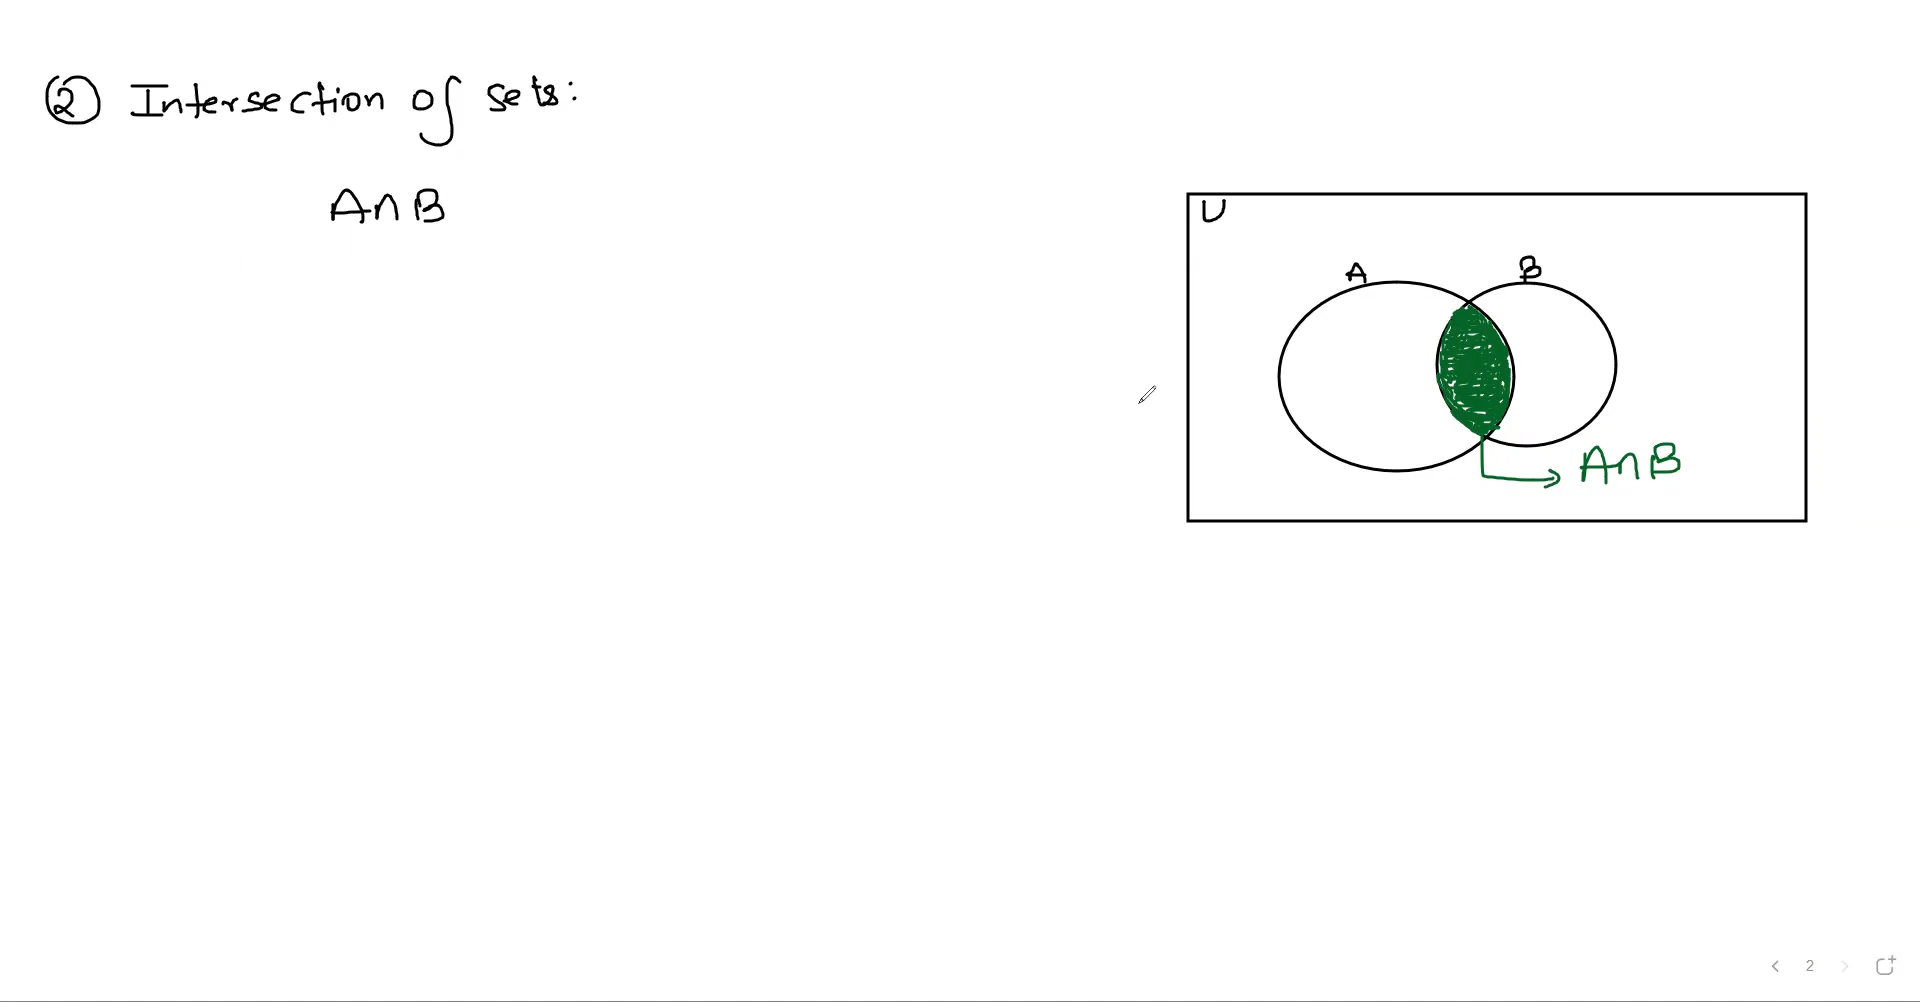 ② Intersection of sets:
A∩B
U
A
B
A∩B
2